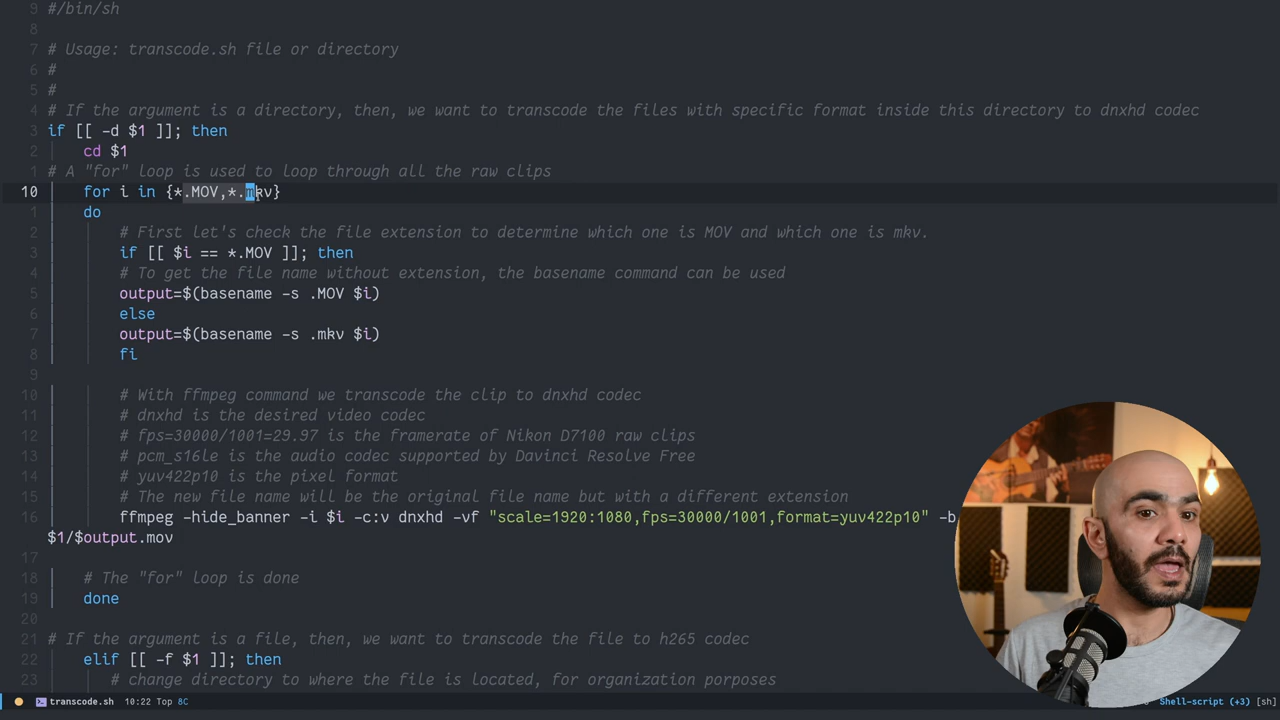 9 #/bin/sh
8
7 # Usage: transcode.sh file or directory
6 #
5 #
4 # If the argument is a directory, then, we want to transcode the files with specific format inside this directory to dnxhd codec
3 if [[ -d $1 ]]; then
2 cd $1
1 # A "for" loop is used to loop through all the raw clips
10 for i in {*.MOV,*.mkv}
1 do
2 # First let's check the file extension to determine which one is MOV and which one is mkv.
3 if [[ $i == *.MOV ]]; then
4 # To get the file name without extension, the basename command can be used
5 output=$(basename -s .MOV $i)
6 else
7 output=$(basename -s .mkv $i)
8 fi
9
10 # With ffmpeg command we transcode the clip to dnxhd codec
11 # dnxhd is the desired video codec
12 # fps=30000/1001=29.97 is the framerate of Nikon D7100 raw clips
13 # pcm_s16le is the audio codec supported by Davinci Resolve Free
14 # yuv422p10 is the pixel format
15 # The new file name will be the original file name but with a different extension
16 ffmpeg -hide_banner -i $i -c:v dnxhd -vf "scale=1920:1080,fps=30000/1001,format=yuv422p10" -b
$1/$output.mov
17
18 # The "for" loop is done
19 done
20
21 # If the argument is a file, then, we want to transcode the file to h265 codec
22 elif [[ -f $1 ]]; then
23 # change directory to where the file is located, for organization porposes
transcode.sh 10:22 Top 8C Shell-script (+3) [sh]